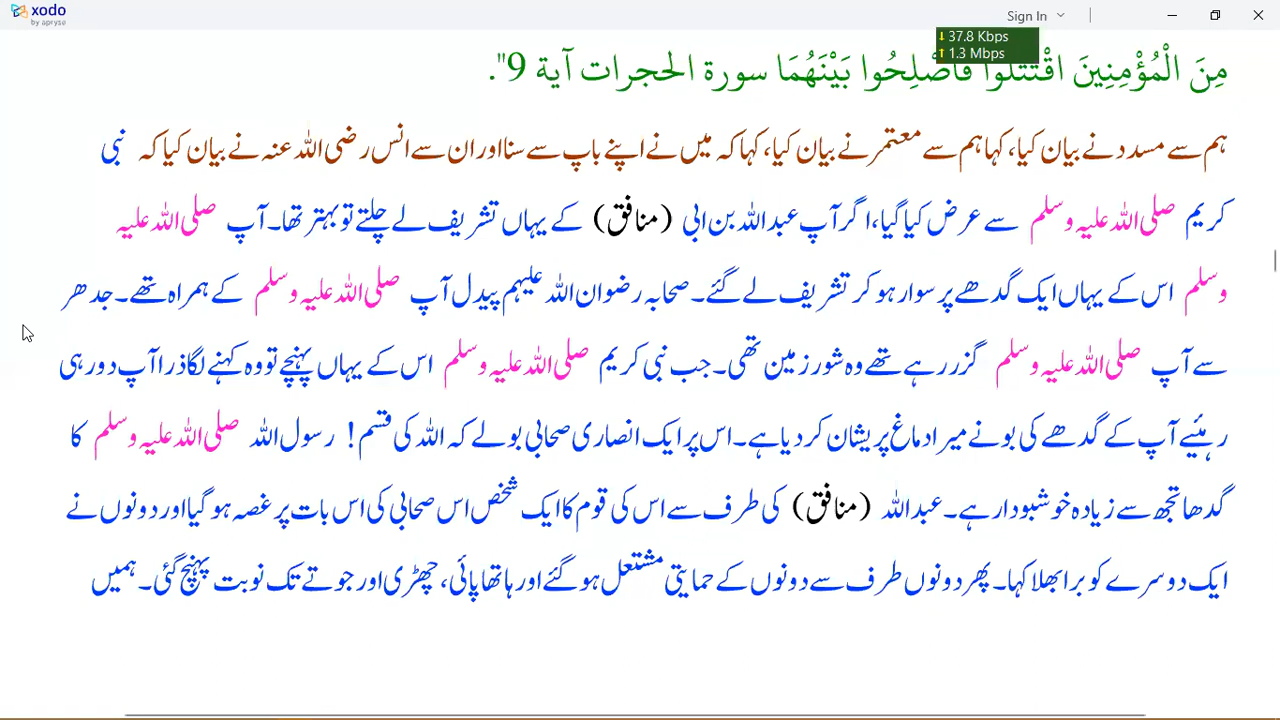 xodo
by apryse
Sign In
37.8 Kbps
1.3 Mbps
مِنَ الْمُؤْمِنِينَ اقْتَتَلُوا فَأَصْلِحُوا بَيْنَهُمَا سورة الحجرات آية 9".
ہم سے مسدد نے بیان کیا، کہا ہم سے معتمر نے بیان کیا، کہا کہ میں نے اپنے باپ سے سنا اور ان سے انس رضی اللہ عنہ نے بیان کیا کہ نبی
کریم صلی اللہ علیہ وسلم سے عرض کیا گیا، اگر آپ عبداللہ بن ابی (منافق) کے یہاں تشریف لے چلتے تو بہتر تھا۔ آپ صلی اللہ علیہ
وسلم اس کے یہاں ایک گدھے پر سوار ہو کر تشریف لے گئے۔ صحابہ رضوان اللہ علیہم پیدل آپ صلی اللہ علیہ وسلم کے ہمراہ تھے۔ جدھر
سے آپ صلی اللہ علیہ وسلم گزر رہے تھے وہ شور زمین تھی۔ جب نبی کریم صلی اللہ علیہ وسلم اس کے یہاں پہنچے تو وہ کہنے لگا ذرا آپ دور ہی
رہئیے آپ کے گدھے کی بو نے میرا دماغ پریشان کر دیا ہے۔ اس پر ایک انصاری صحابی بولے کہ اللہ کی قسم! رسول اللہ صلی اللہ علیہ وسلم کا
گدھا تجھ سے زیادہ خوشبودار ہے۔ عبداللہ (منافق) کی طرف سے اس کی قوم کا ایک شخص اس صحابی کی اس بات پر غصہ ہو گیا اور دونوں نے
ایک دوسرے کو برا بھلا کہا۔ پھر دونوں طرف سے دونوں کے حمایتی مشتعل ہو گئے اور ہاتھا پائی، چھڑی اور جوتے تک نوبت پہنچ گئی۔ ہمیں